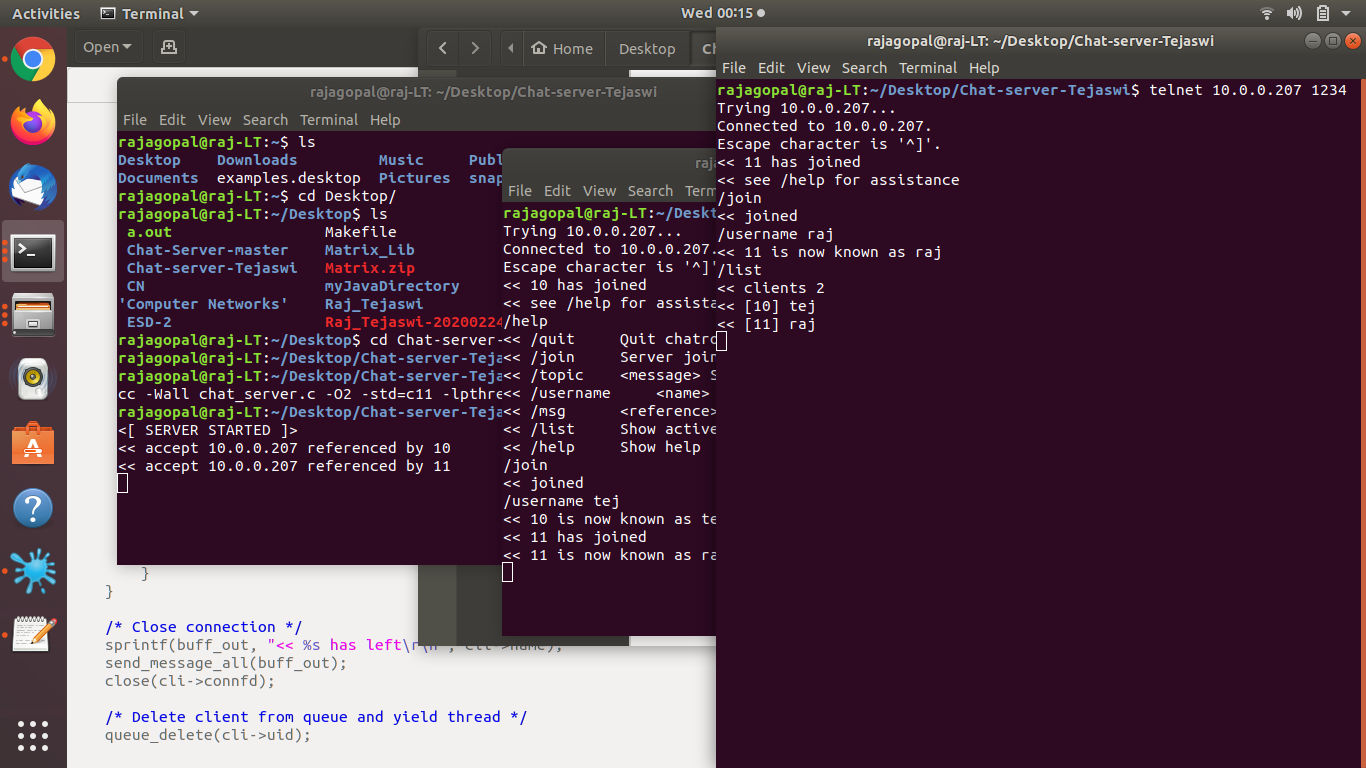 Activities
Terminal
Wed 00:15
Open
Home
Desktop
rajagopal@raj-LT: ~/Desktop/Chat-server-Tejaswi
File Edit View Search Terminal Help
rajagopal@raj-LT:~$ ls
Desktop Downloads Music
Documents examples.desktop Pictures
rajagopal@raj-LT:~$ cd Desktop/
rajagopal@raj-LT:~/Desktop$ ls
a.out Makefile
Chat-Server-master Matrix_Lib
Chat-server-Tejaswi Matrix.zip
CN myJavaDirectory
'Computer Networks' Raj_Tejaswi
ESD-2 Raj_Tejaswi-20200224
rajagopal@raj-LT:~/Desktop$ cd Chat-server-
rajagopal@raj-LT:~/Desktop/Chat-server-Teja
rajagopal@raj-LT:~/Desktop/Chat-server-Teja
cc -Wall chat_server.c -O2 -std=c11 -lpthre
rajagopal@raj-LT:~/Desktop/Chat-server-Teja
<[ SERVER STARTED ]>
<< accept 10.0.0.207 referenced by 10
<< accept 10.0.0.207 referenced by 11
File Edit View Search Term
rajagopal@raj-LT:~/Deskt
Trying 10.0.0.207...
Connected to 10.0.0.207.
Escape character is '^]'
<< 10 has joined
<< see /help for assista
/help
<< /quit Quit chatro
<< /join Server join
<< /topic <message> S
<< /username <name>
<< /msg <reference>
<< /list Show active
<< /help Show help
/join
<< joined
/username tej
<< 10 is now known as te
<< 11 has joined
<< 11 is now known as ra
rajagopal@raj-LT: ~/Desktop/Chat-server-Tejaswi
File Edit View Search Terminal Help
rajagopal@raj-LT:~/Desktop/Chat-server-Tejaswi$ telnet 10.0.0.207 1234
Trying 10.0.0.207...
Connected to 10.0.0.207.
Escape character is '^]'.
<< 11 has joined
<< see /help for assistance
/join
<< joined
/username raj
<< 11 is now known as raj
/list
<< clients 2
<< [10] tej
<< [11] raj
}
}
/* Close connection */
sprintf(buff_out, "<< %s has left\r\n", cli->name);
send_message_all(buff_out);
close(cli->connfd);
/* Delete client from queue and yield thread */
queue_delete(cli->uid);